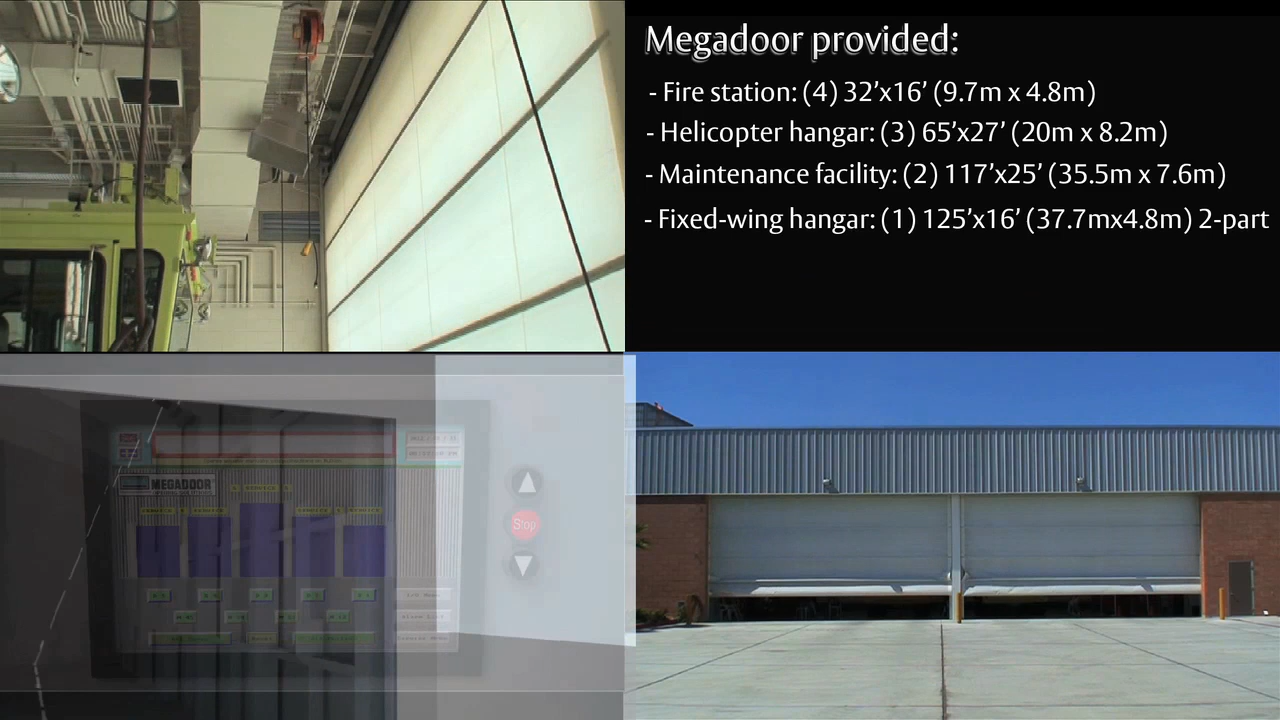 Megadoor provided:
- Fire station: (4) 32’x16’ (9.7m x 4.8m)
- Helicopter hangar: (3) 65’x27’ (20m x 8.2m)
- Maintenance facility: (2) 117’x25’ (35.5m x 7.6m)
- Fixed-wing hangar: (1) 125’x16’ (37.7mx4.8m) 2-part
MEGADOOR
Stop